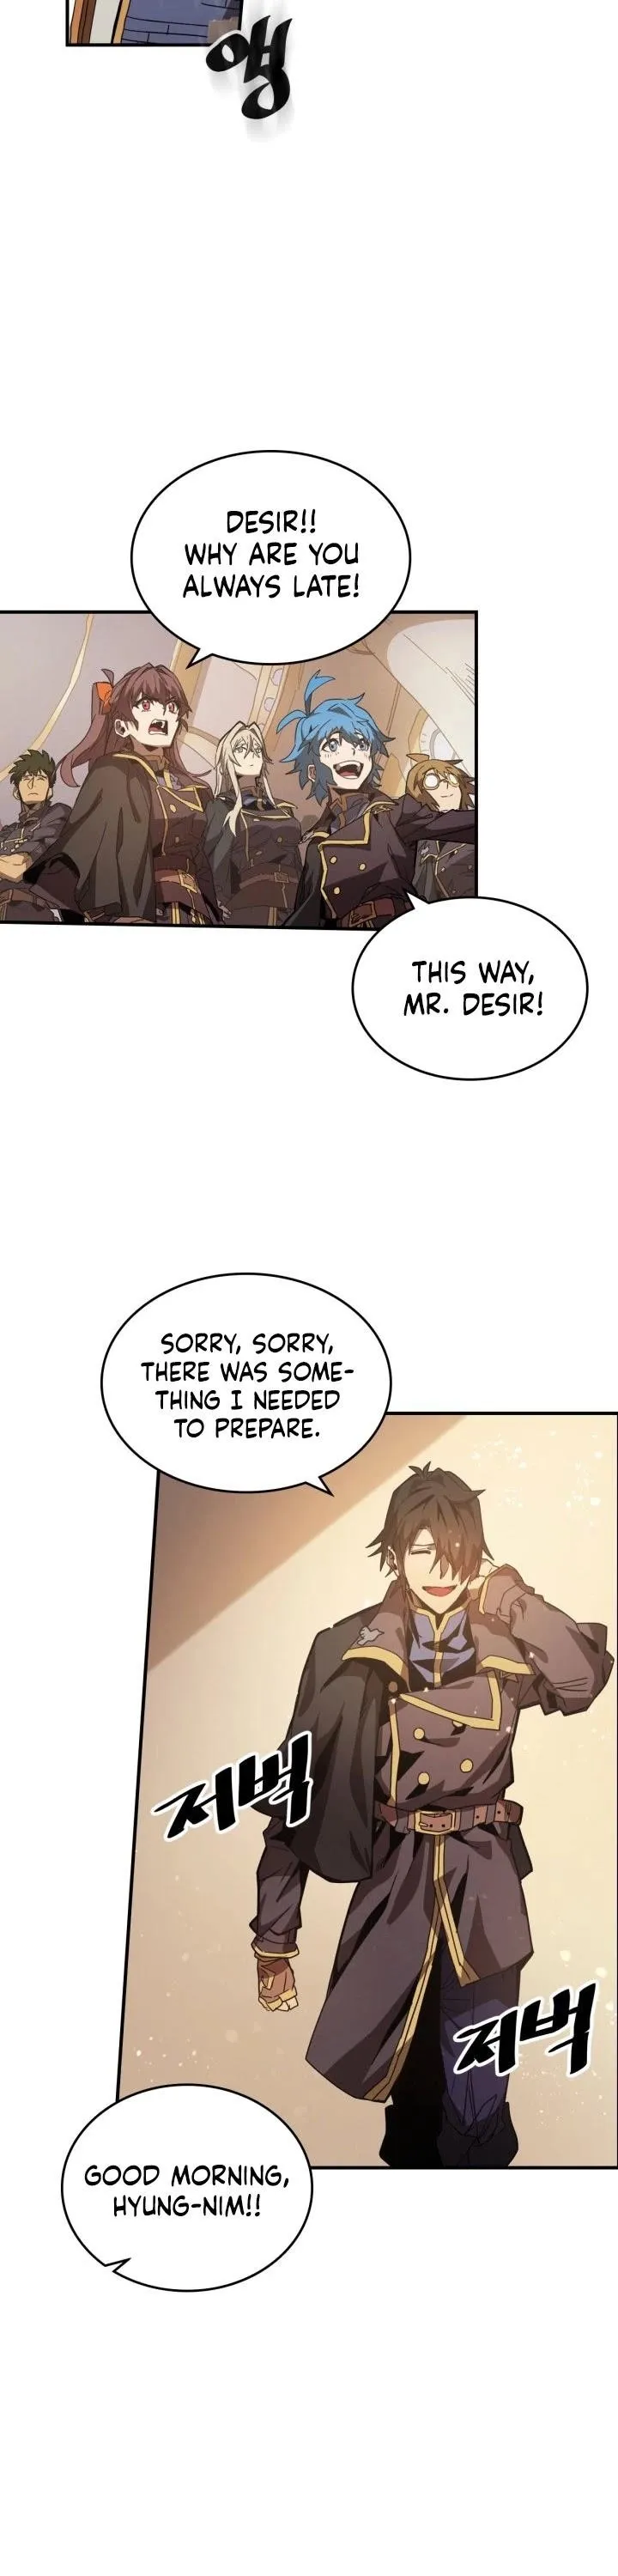 앵
DESIR!!
WHY ARE YOU
ALWAYS LATE!
THIS WAY,
MR. DESIR!
SORRY, SORRY,
THERE WAS SOME-
THING I NEEDED
TO PREPARE.
저벅
저벅
GOOD MORNING,
HYUNG-NIM!!